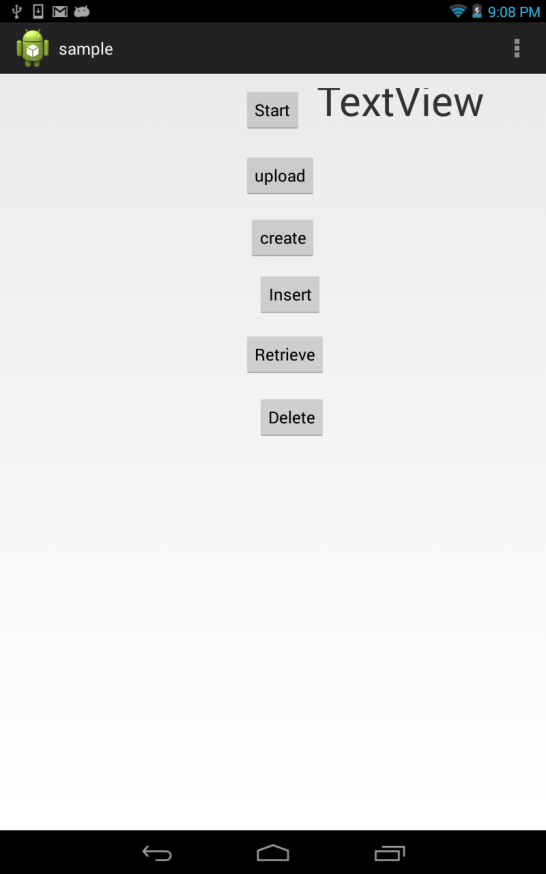 9:08 PM
sample
Start TextView
upload
create
Insert
Retrieve
Delete